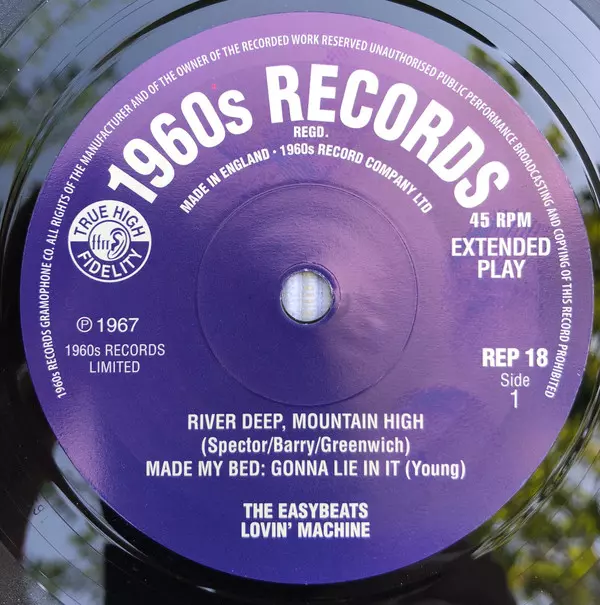 1960s RECORDS GRAMOPHONE CO. ALL RIGHTS OF THE MANUFACTURER AND OF THE OWNER OF THE RECORDED WORK RESERVED UNAUTHORISED PUBLIC PERFORMANCE BROADCASTING AND COPYING OF THIS RECORD PROHIBITED
1960s RECORDS
REGD.
MADE IN ENGLAND · 1960s RECORD COMPANY LTD
TRUE HIGH
ffrr
FIDELITY
45 RPM
EXTENDED
PLAY
℗ 1967
1960s RECORDS
LIMITED
REP 18
Side
1
RIVER DEEP, MOUNTAIN HIGH
(Spector/Barry/Greenwich)
MADE MY BED: GONNA LIE IN IT (Young)
THE EASYBEATS
LOVIN' MACHINE